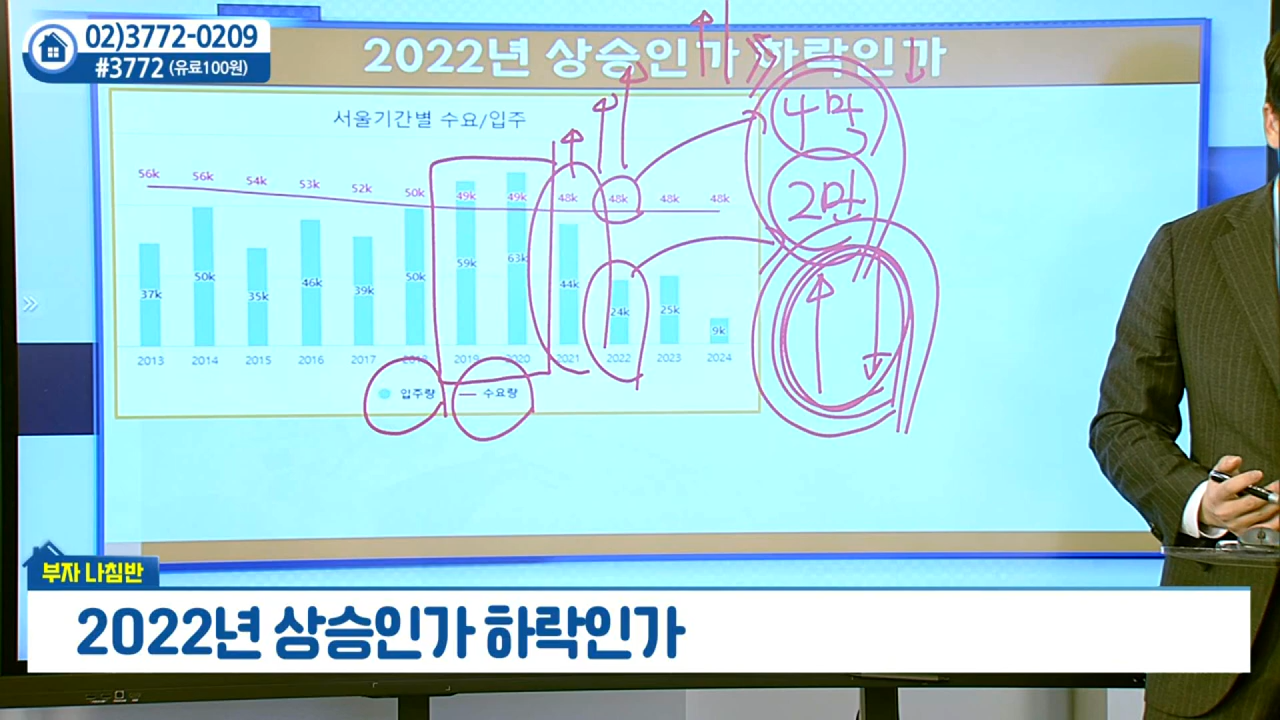 02)3772-0209
#3772 (유료100원)
2022년 상승인가 하락인가
서울기간별 수요/입주
4만
2만
56k 56k 54k 53k 52k 50k 49k 49k 48k 48k 48k 48k
37k 50k 35k 46k 39k 50k 59k 63k 44k 24k 25k 9k
2013 2014 2015 2016 2017 2018 2019 2020 2021 2022 2023 2024
입주량 수요량
부자 나침반
2022년 상승인가 하락인가